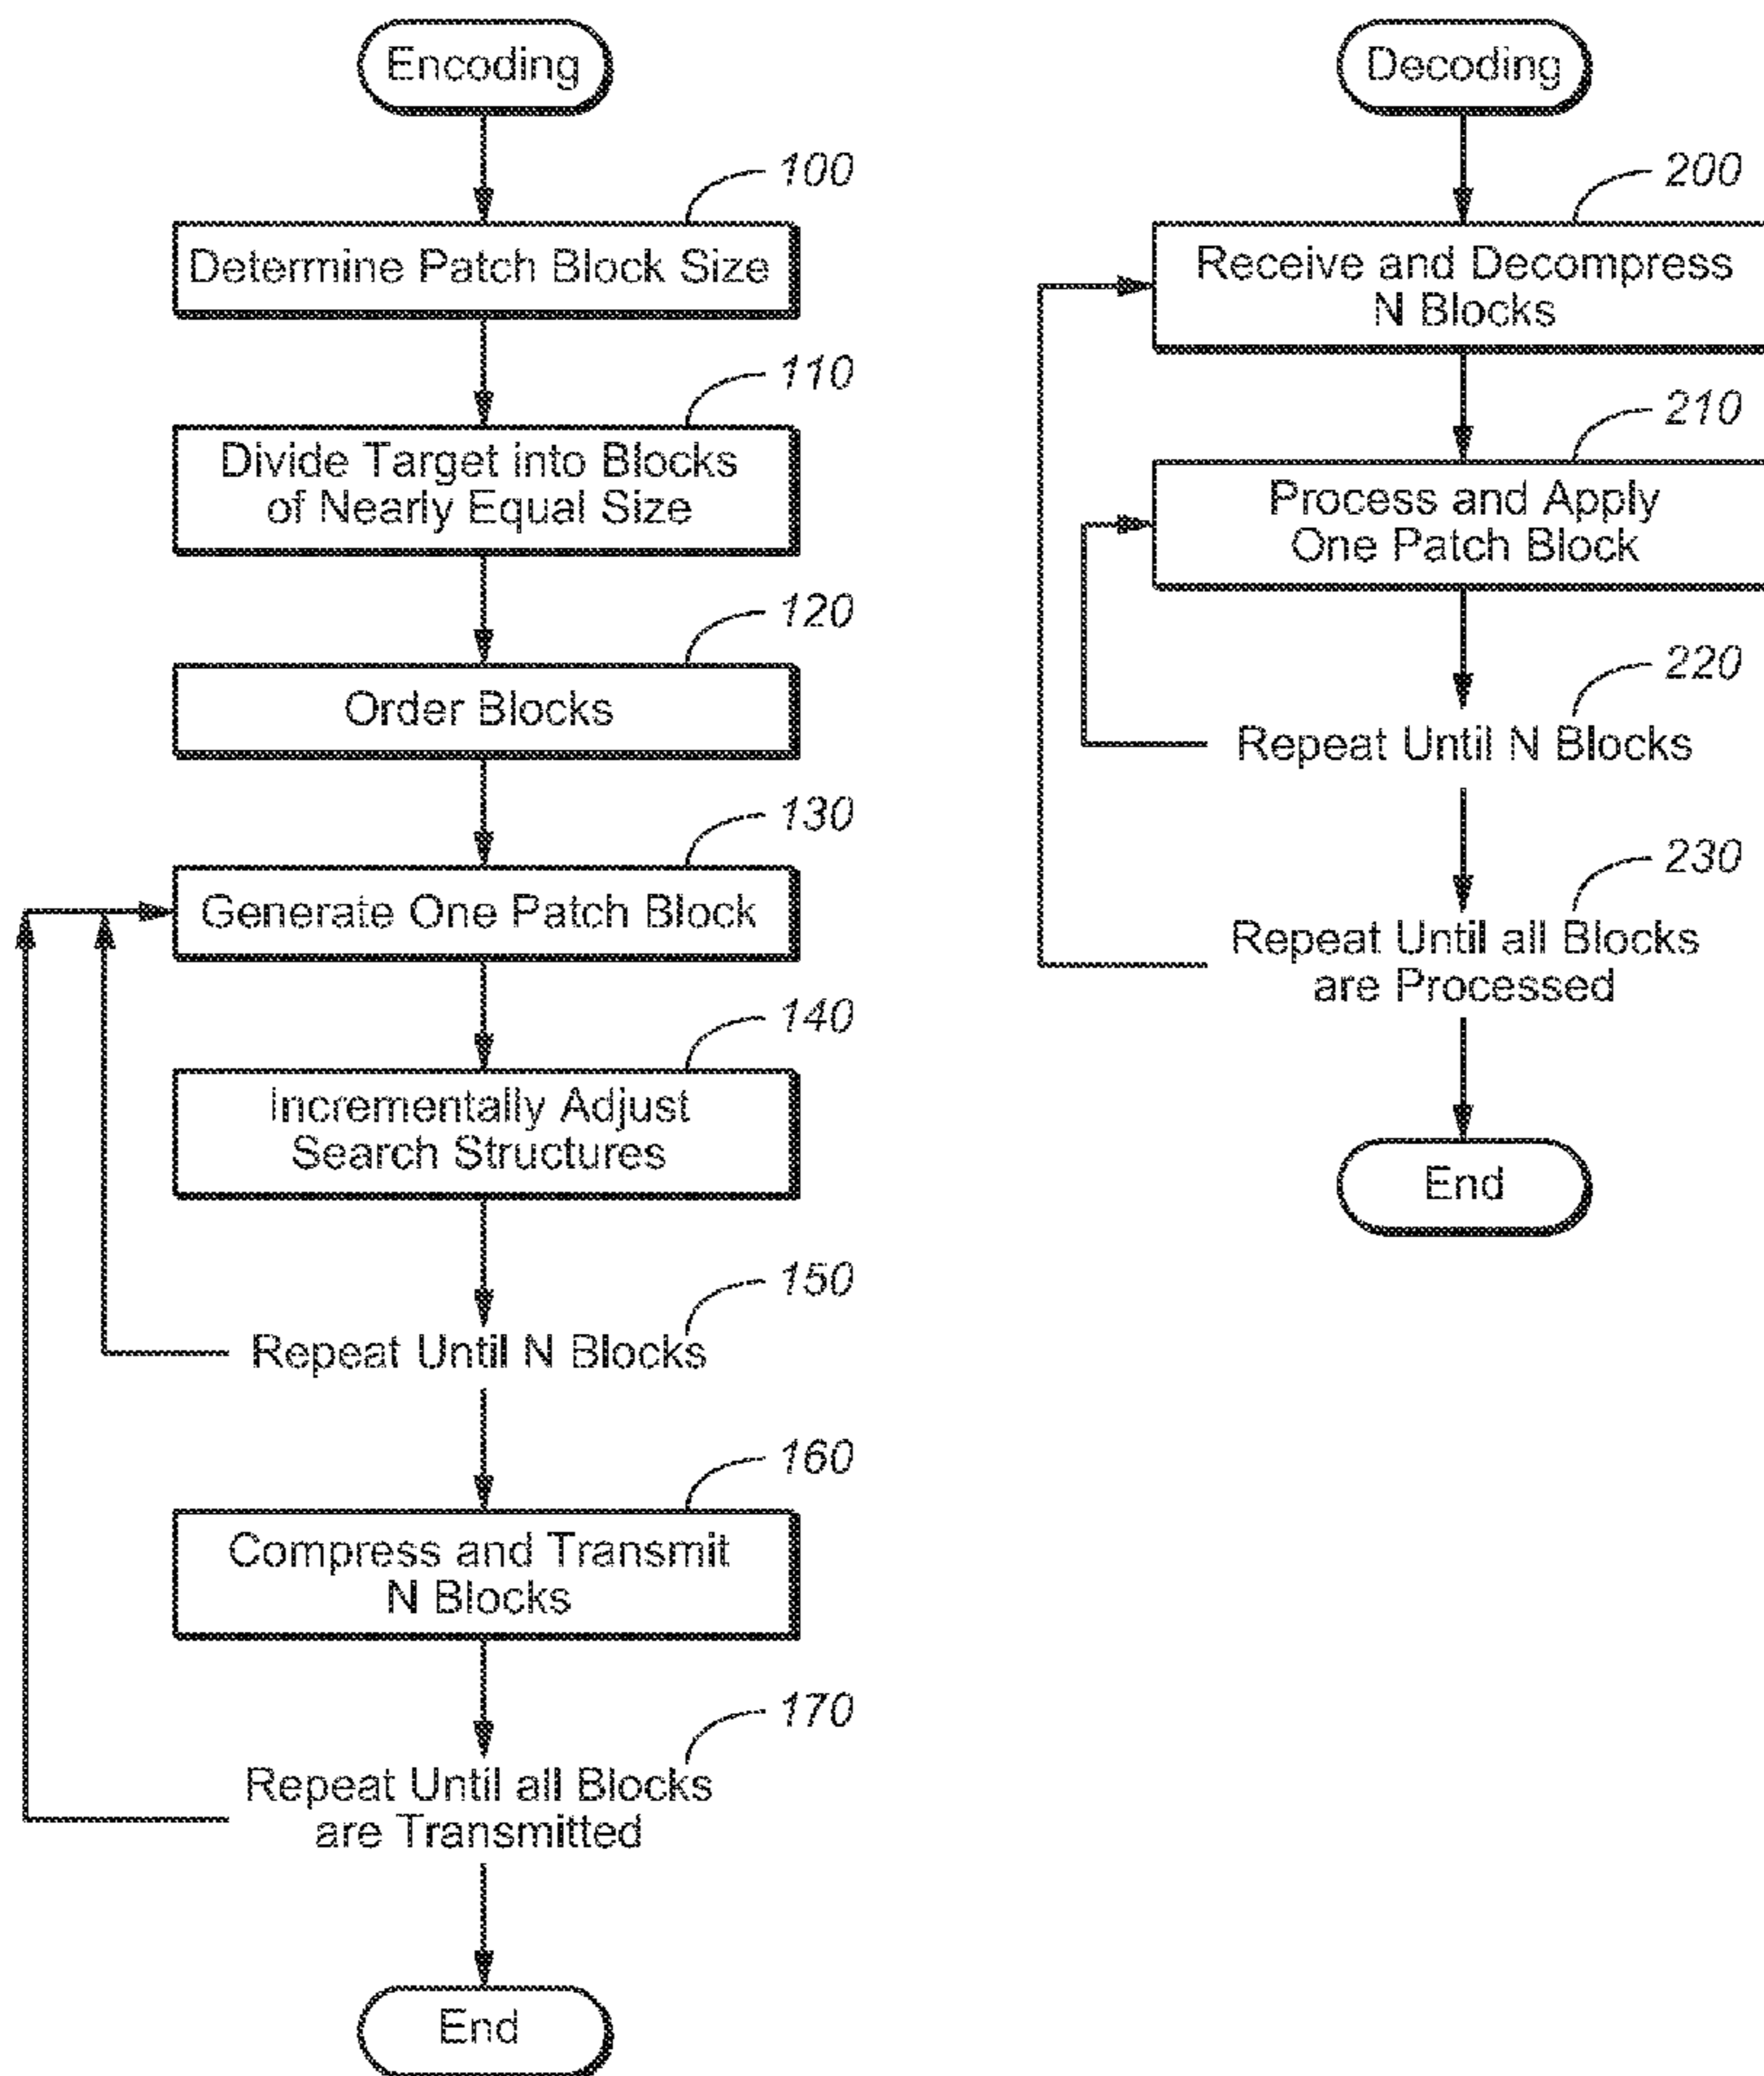 Encoding
100
Determine Patch Block Size
110
Divide Target into Blocks
of Nearly Equal Size
120
Order Blocks
130
Generate One Patch Block
140
Incrementally Adjust
Search Structures
150
Repeat Until N Blocks
160
Compress and Transmit
N Blocks
170
Repeat Until all Blocks
are Transmitted
End
Decoding
200
Receive and Decompress
N Blocks
210
Process and Apply
One Patch Block
220
Repeat Until N Blocks
230
Repeat Until all Blocks
are Processed
End